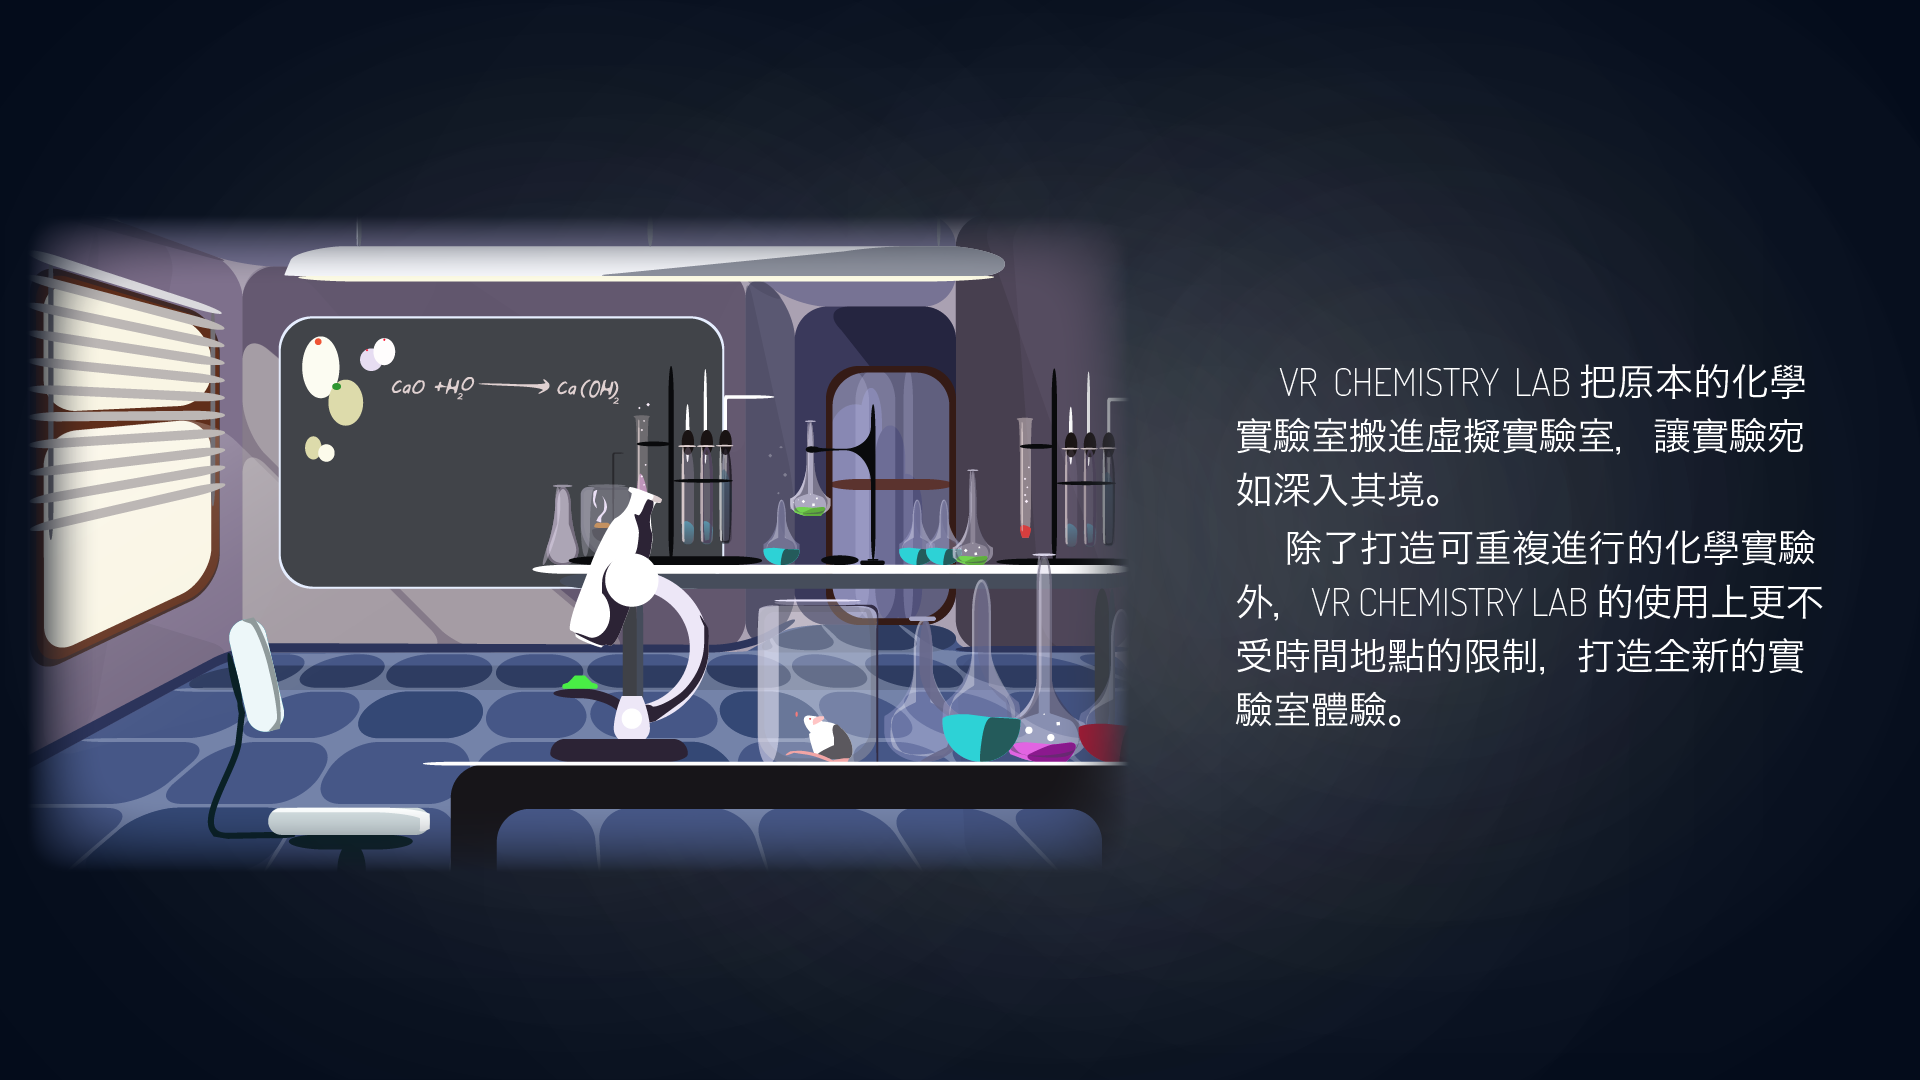 CaO + H₂O → Ca(OH)₂
VR CHEMISTRY LAB 把原本的化學
實驗室搬進虛擬實驗室, 讓實驗宛
如深入其境。
除了打造可重複進行的化學實驗
外, VR CHEMISTRY LAB 的使用上更不
受時間地點的限制, 打造全新的實
驗室體驗。